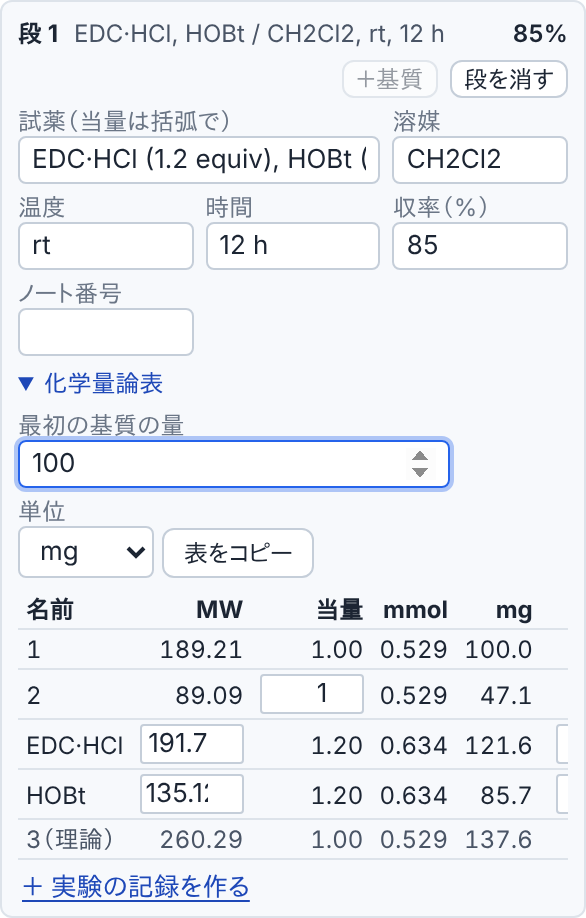 段 1 EDC·HCl, HOBt / CH2Cl2, rt, 12 h 85%
＋基質 段を消す
試薬（当量は括弧で） 溶媒
EDC·HCl (1.2 equiv), HOBt ( CH2Cl2
温度 時間 収率（%）
rt 12 h 85
ノート番号
▼ 化学量論表
最初の基質の量
100
単位
mg 表をコピー
名前 MW 当量 mmol mg
1 189.21 1.00 0.529 100.0
2 89.09 1 0.529 47.1
EDC·HCl 191.7 1.20 0.634 121.6
HOBt 135.1 1.20 0.634 85.7
3（理論） 260.29 1.00 0.529 137.6
＋ 実験の記録を作る